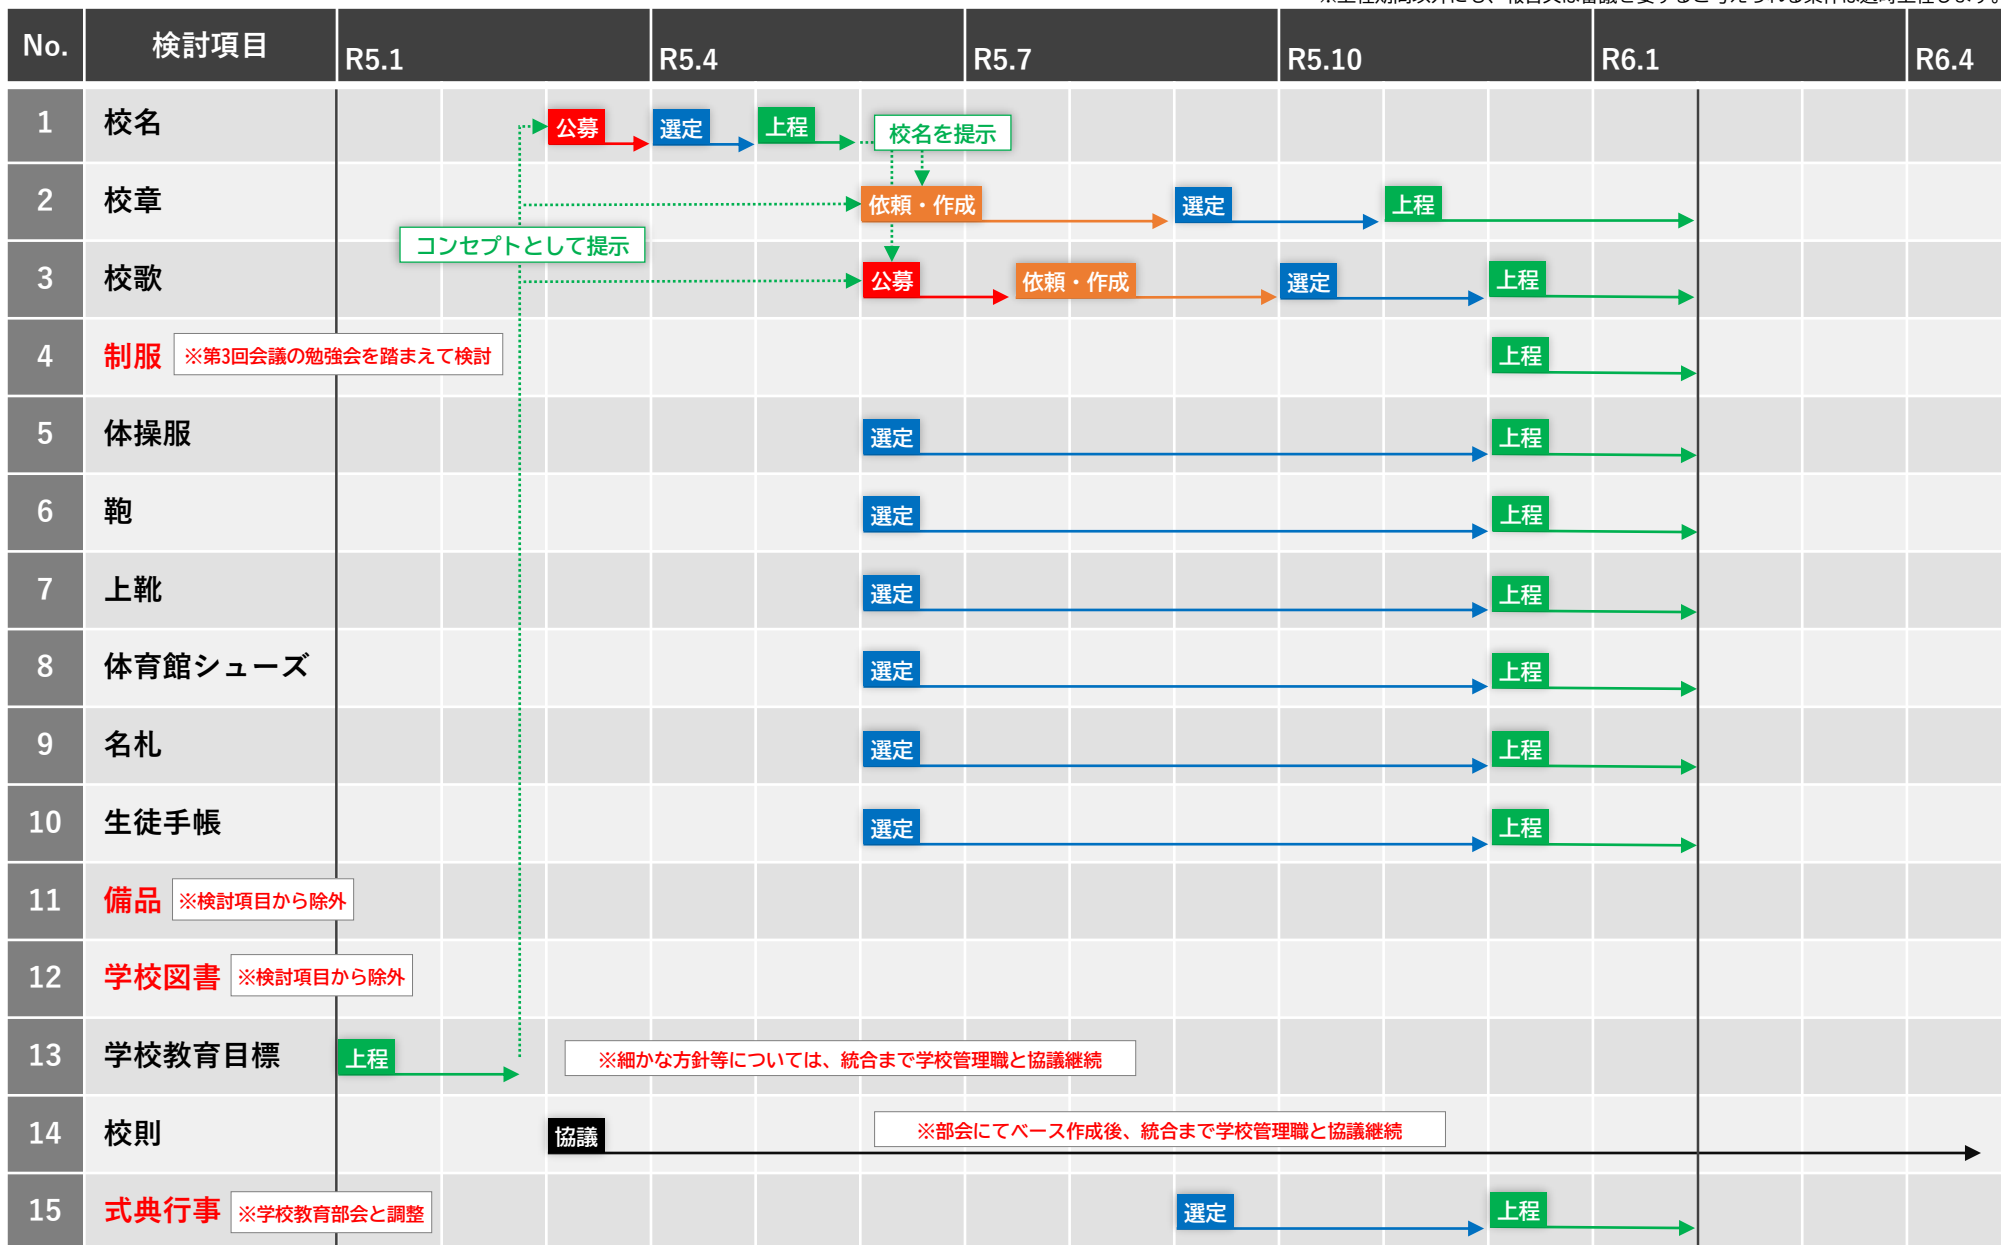 No. 検討項目 R5.1 R5.4 R5.7 R5.10 R6.1 R6.4
1 校名 公募 選定 上程 校名を提示
2 校章 依頼・作成 選定 上程
コンセプトとして提示
3 校歌 公募 依頼・作成 選定 上程
4 制服 ※第3回会議の勉強会を踏まえて検討 上程
5 体操服 選定 上程
6 鞄 選定 上程
7 上靴 選定 上程
8 体育館シューズ 選定 上程
9 名札 選定 上程
10 生徒手帳 選定 上程
11 備品 ※検討項目から除外
12 学校図書 ※検討項目から除外
13 学校教育目標 上程 ※細かな方針等については、統合まで学校管理職と協議継続
14 校則 協議 ※部会にてベース作成後、統合まで学校管理職と協議継続
15 式典行事 ※学校教育部会と調整 選定 上程